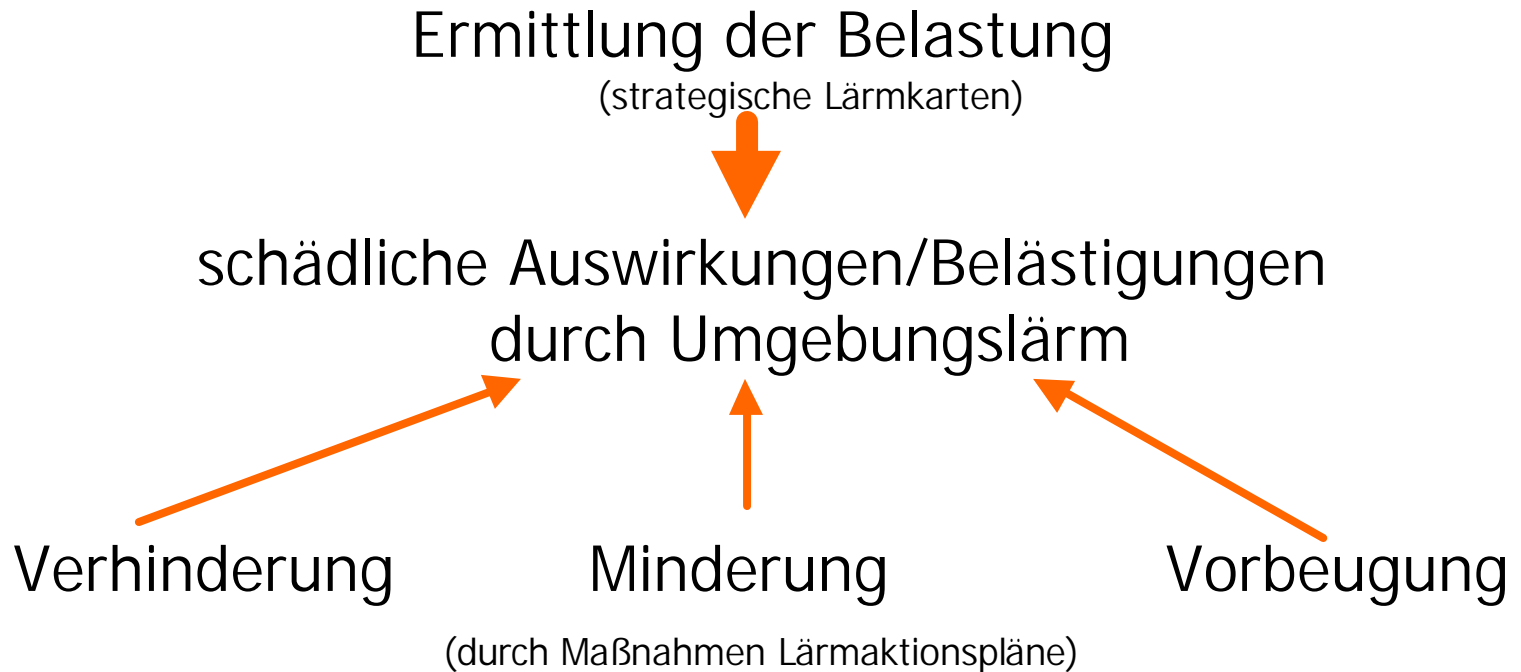 Ermittlung der Belastung
(strategische Lärmkarten)
schädliche Auswirkungen/Belästigungen
durch Umgebungslärm
Verhinderung Minderung Vorbeugung
(durch Maßnahmen Lärmaktionspläne)